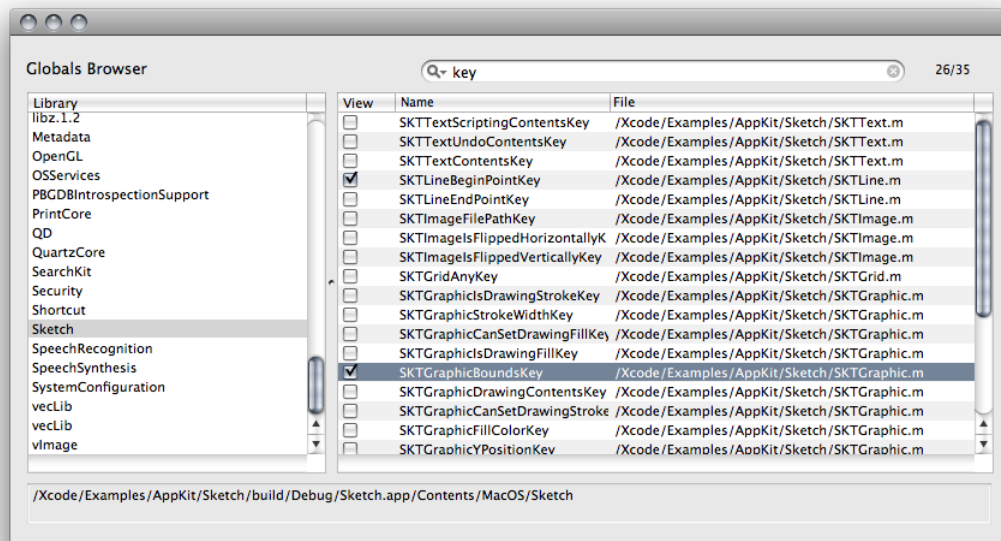 Globals Browser
key
26/35
Library
libz.1.2
Metadata
OpenGL
OSServices
PBGDBIntrospectionSupport
PrintCore
QD
QuartzCore
SearchKit
Security
Shortcut
Sketch
SpeechRecognition
SpeechSynthesis
SystemConfiguration
vecLib
vecLib
vImage
View Name File
SKTTextScriptingContentsKey /Xcode/Examples/AppKit/Sketch/SKTText.m
SKTTextUndoContentsKey /Xcode/Examples/AppKit/Sketch/SKTText.m
SKTTextContentsKey /Xcode/Examples/AppKit/Sketch/SKTText.m
SKTLineBeginPointKey /Xcode/Examples/AppKit/Sketch/SKTLine.m
SKTLineEndPointKey /Xcode/Examples/AppKit/Sketch/SKTLine.m
SKTImageFilePathKey /Xcode/Examples/AppKit/Sketch/SKTImage.m
SKTImageIsFlippedHorizontallyK /Xcode/Examples/AppKit/Sketch/SKTImage.m
SKTImageIsFlippedVerticallyKey /Xcode/Examples/AppKit/Sketch/SKTImage.m
SKTGridAnyKey /Xcode/Examples/AppKit/Sketch/SKTGrid.m
SKTGraphicIsDrawingStrokeKey /Xcode/Examples/AppKit/Sketch/SKTGraphic.m
SKTGraphicStrokeWidthKey /Xcode/Examples/AppKit/Sketch/SKTGraphic.m
SKTGraphicCanSetDrawingFillKey /Xcode/Examples/AppKit/Sketch/SKTGraphic.m
SKTGraphicIsDrawingFillKey /Xcode/Examples/AppKit/Sketch/SKTGraphic.m
SKTGraphicBoundsKey /Xcode/Examples/AppKit/Sketch/SKTGraphic.m
SKTGraphicDrawingContentsKey /Xcode/Examples/AppKit/Sketch/SKTGraphic.m
SKTGraphicCanSetDrawingStroke /Xcode/Examples/AppKit/Sketch/SKTGraphic.m
SKTGraphicFillColorKey /Xcode/Examples/AppKit/Sketch/SKTGraphic.m
SKTGraphicYPositionKey /Xcode/Examples/AppKit/Sketch/SKTGraphic.m
/Xcode/Examples/AppKit/Sketch/build/Debug/Sketch.app/Contents/MacOS/Sketch